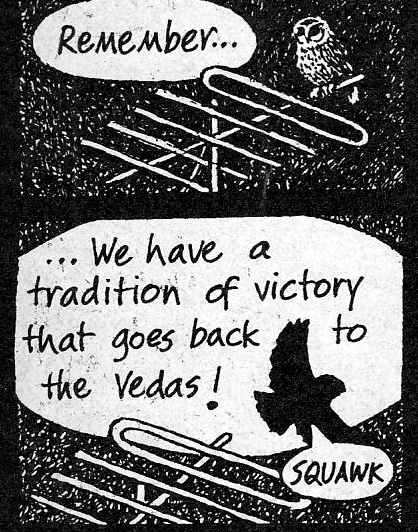 Remember...
... We have a
tradition of victory
that goes back to
the Vedas!
SQUAWK